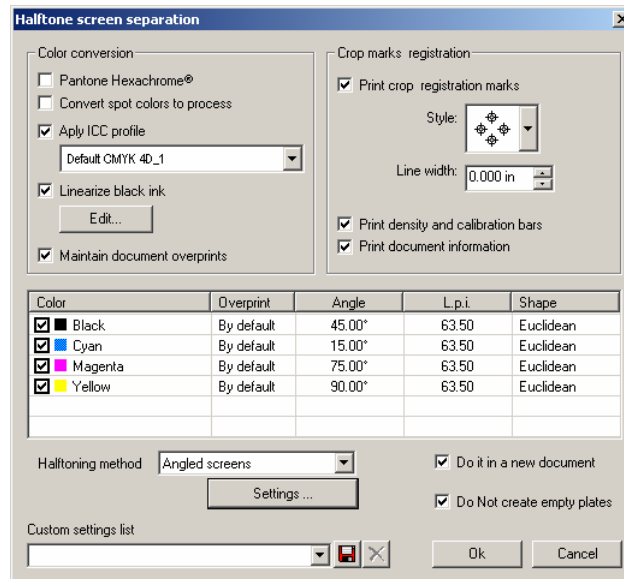 Halftone screen separation
Color conversion
Pantone Hexachrome®
Convert spot colors to process
Aply ICC profile
Default CMYK 4D_1
Linearize black ink
Edit...
Maintain document overprints
Crop marks registration
Print crop registration marks
Style:
Line width: 0.000 in
Print density and calibration bars
Print document information
Color Overprint Angle L.p.i. Shape
Black By default 45.00° 63.50 Euclidean
Cyan By default 15.00° 63.50 Euclidean
Magenta By default 75.00° 63.50 Euclidean
Yellow By default 90.00° 63.50 Euclidean
Halftoning method Angled screens
Settings ...
Do it in a new document
Do Not create empty plates
Custom settings list
Ok Cancel